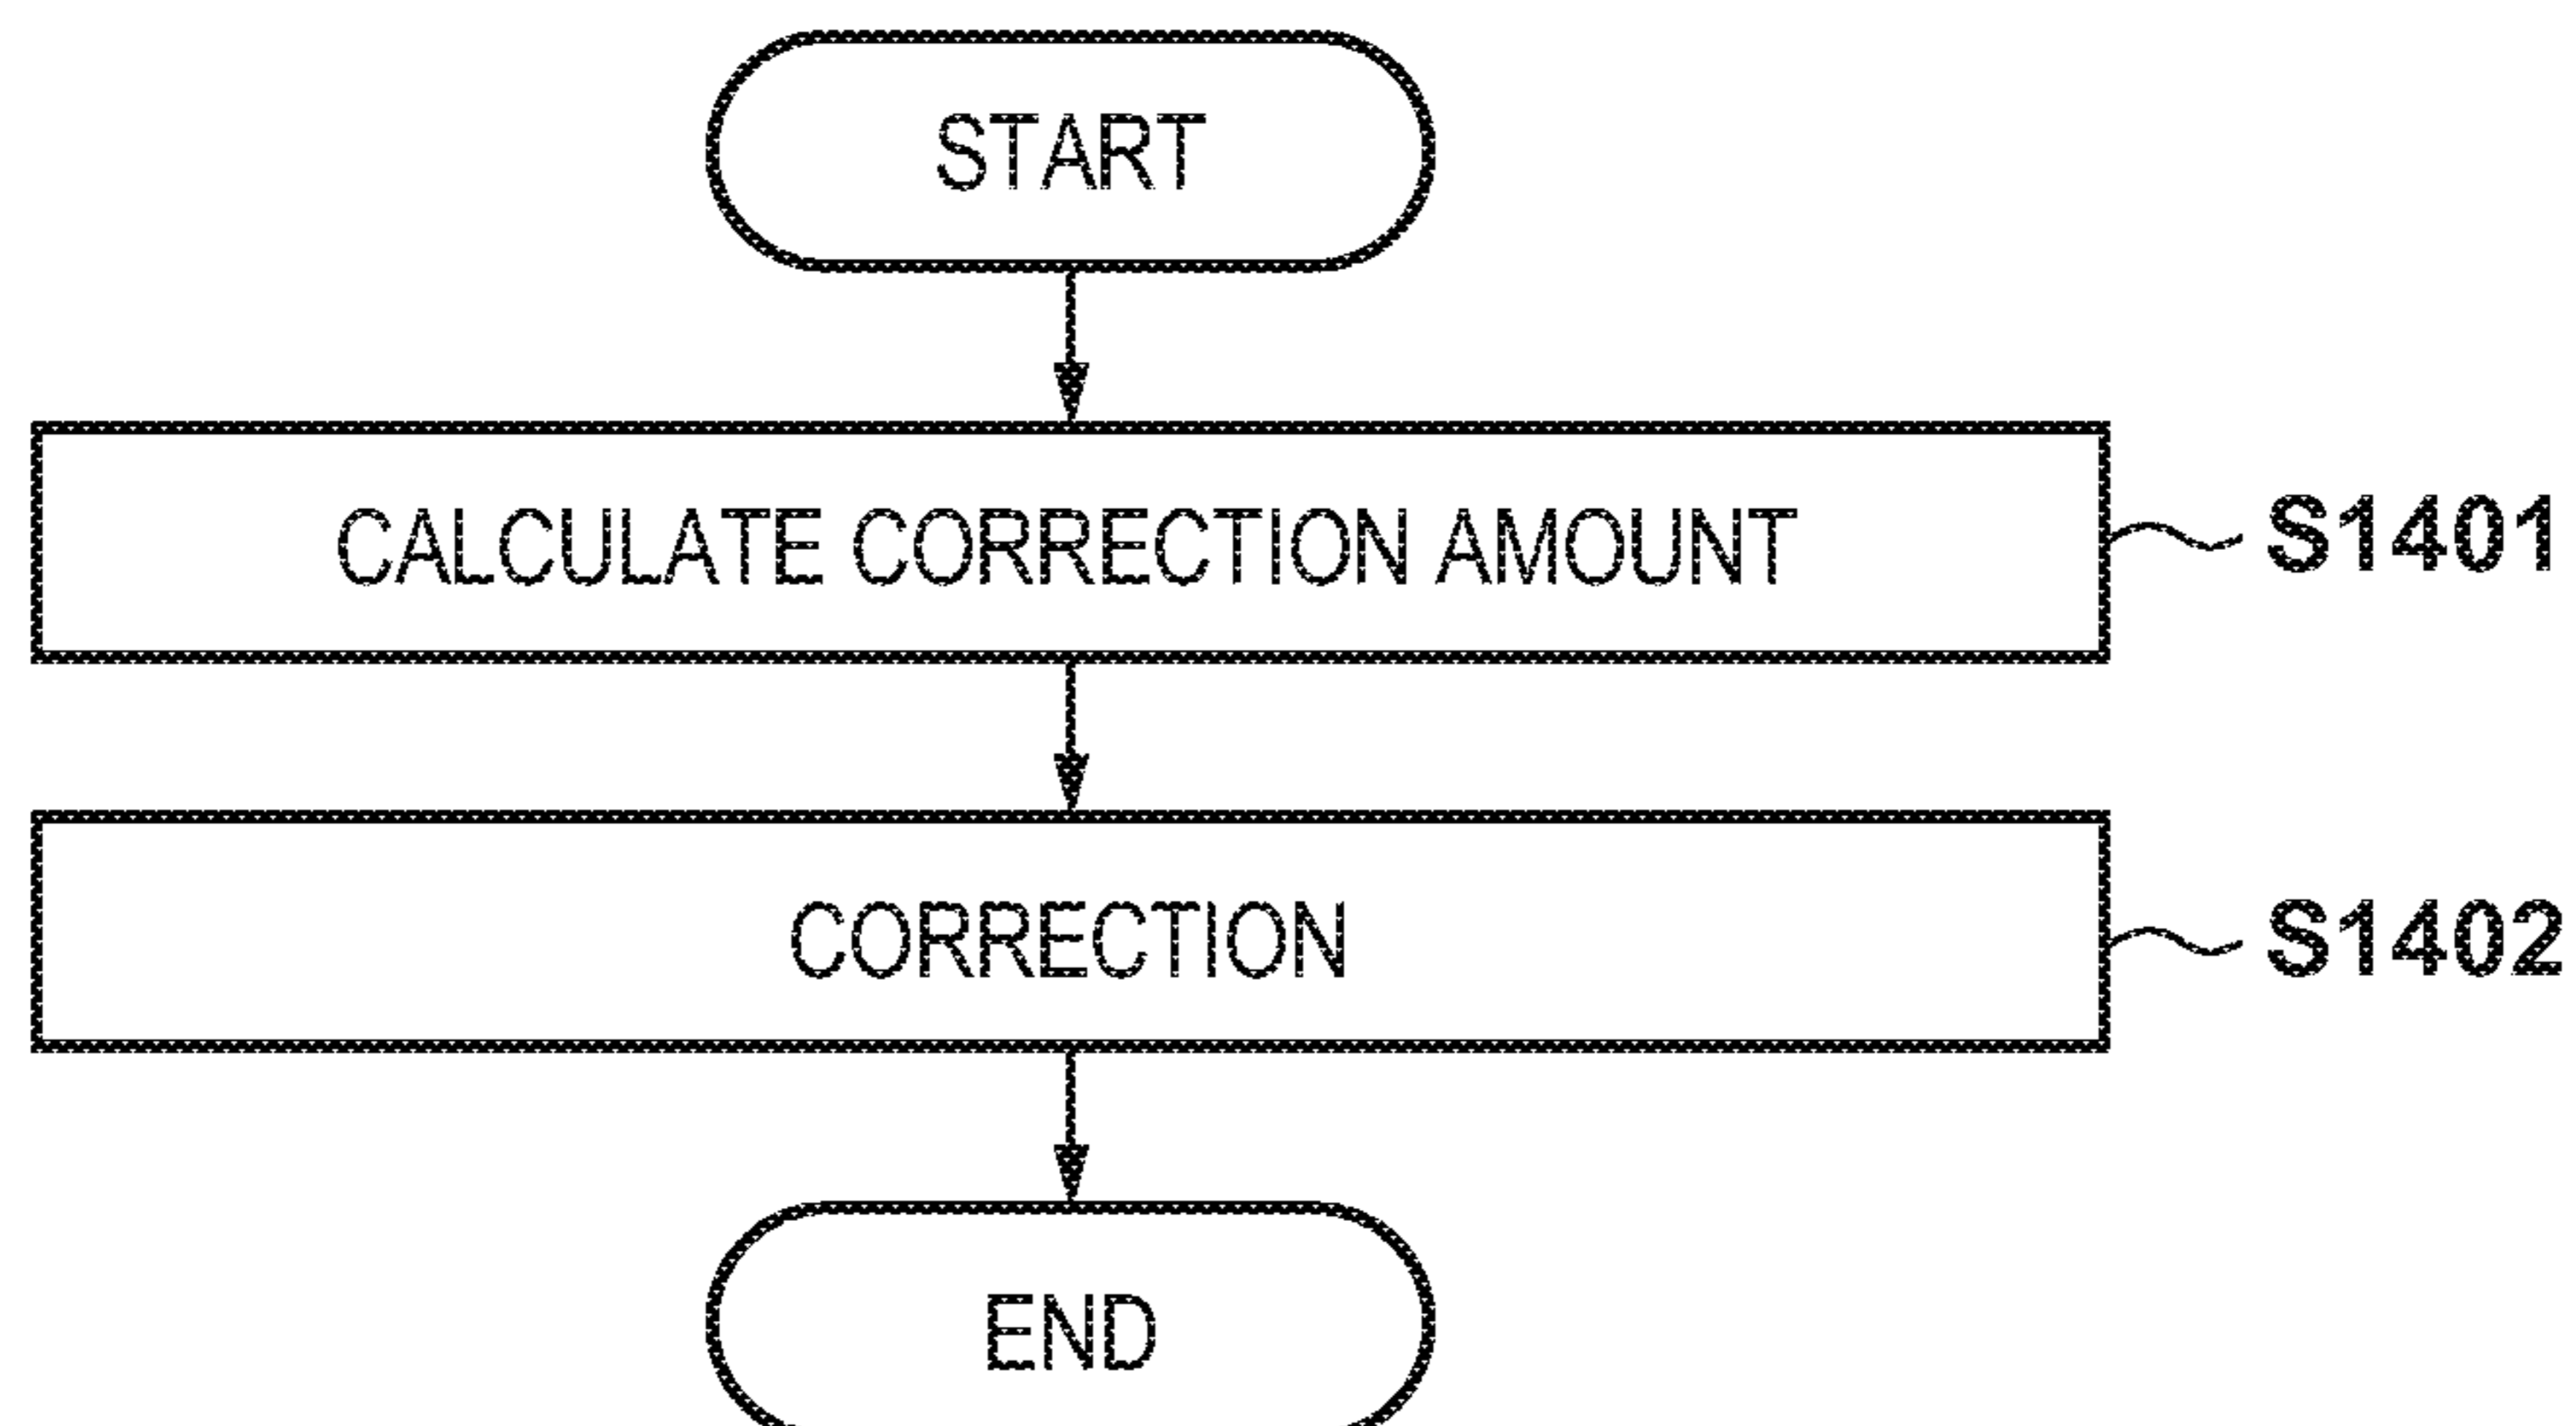 START
CALCULATE CORRECTION AMOUNT
S1401
CORRECTION
S1402
END